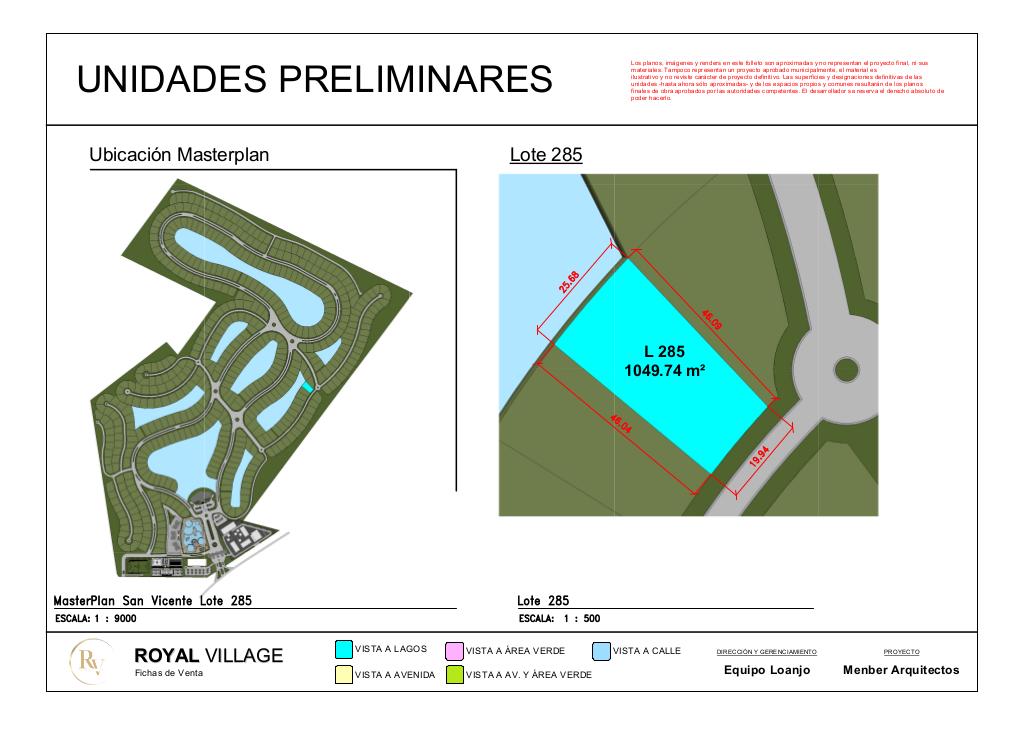 UNIDADES PRELIMINARES
Los planos, imágenes y renders en este folleto son aproximadas y no representan el proyecto final, ni sus
materiales. Tampoco representan un proyecto aprobado municipalmente, el material es
ilustrativo y no reviste carácter de proyecto definitivo. Las superficies y designaciones definitivas de las
unidades -hasta ahora sólo aproximadas- y de los espacios propios y comunes resultarán de los planos
finales de obra aprobados por las autoridades competentes. El desarrollador se reserva el derecho absoluto de
poder hacerlo.
Ubicación Masterplan
Lote 285
25.68
46.09
L 285
1049.74 m²
46.04
19.94
MasterPlan San Vicente Lote 285
ESCALA: 1 : 9000
Lote 285
ESCALA: 1 : 500
RV
ROYAL VILLAGE
Fichas de Venta
VISTA A LAGOS
VISTA A ÁREA VERDE
VISTA A CALLE
VISTA A AVENIDA
VISTA A AV. Y ÁREA VERDE
DIRECCIÓN Y GERENCIAMIENTO
Equipo Loanjo
PROYECTO
Menber Arquitectos